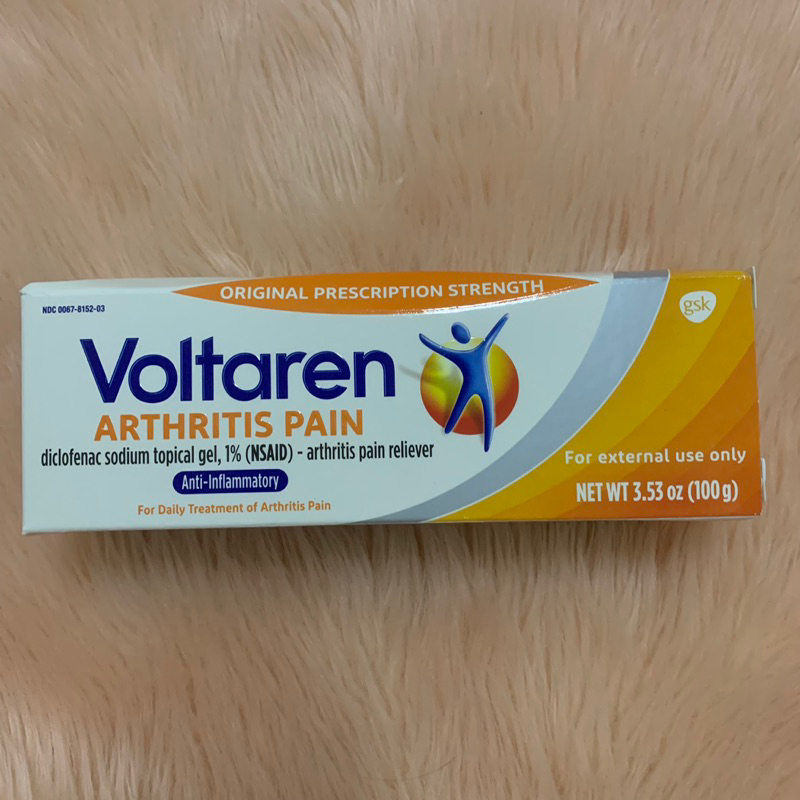 ORIGINAL PRESCRIPTION STRENGTH
gsk
NDC 0067-8152-03
Voltaren
ARTHRITIS PAIN
diclofenac sodium topical gel, 1% (NSAID) – arthritis pain reliever
Anti-Inflammatory
For Daily Treatment of Arthritis Pain
For external use only
NET WT 3.53 oz (100 g)